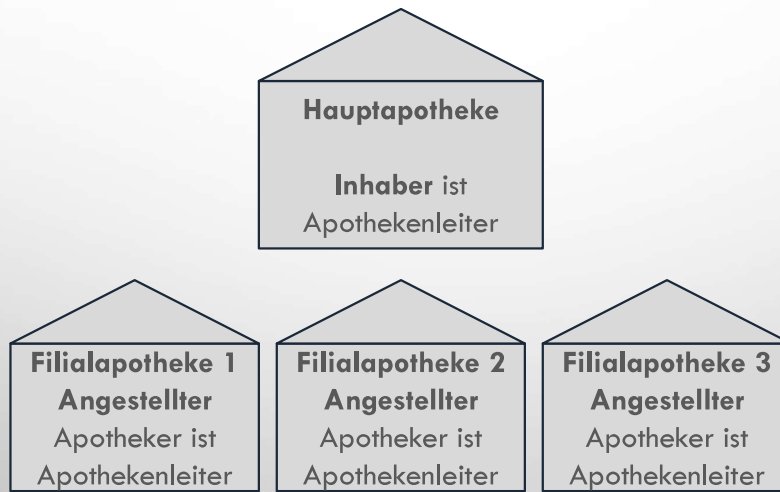 Hauptapotheke
Inhaber ist
Apothekenleiter
Filialapotheke 1
Angestellter
Apotheker ist
Apothekenleiter
Filialapotheke 2
Angestellter
Apotheker ist
Apothekenleiter
Filialapotheke 3
Angestellter
Apotheker ist
Apothekenleiter